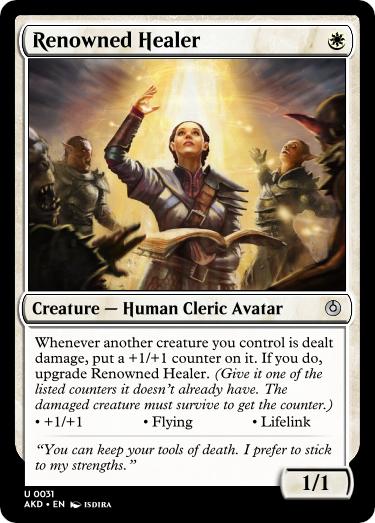 Renowned Healer
Creature — Human Cleric Avatar
Whenever another creature you control is dealt
damage, put a +1/+1 counter on it. If you do,
upgrade Renowned Healer. (Give it one of the
listed counters it doesn't already have. The
damaged creature must survive to get the counter.)
• +1/+1 • Flying • Lifelink
“You can keep your tools of death. I prefer to stick
to my strengths.”
1/1
U 0031
AKD • EN ISDIRA